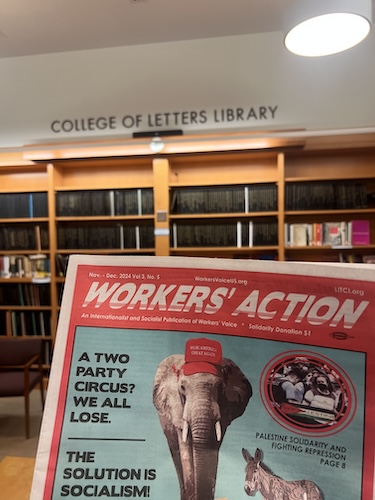 COLLEGE OF LETTERS LIBRARY
Nov. - Dec. 2024 Vol 3, No. 5
WorkersVoiceUS.org
LITCI.org
WORKERS' ACTION
An Internationalist and Socialist Publication of Workers' Voice * Solidarity Donation $1
A TWO
PARTY
CIRCUS?
WE ALL
LOSE.
THE
SOLUTION IS
SOCIALISM!
MAKE AMERICA
GREAT AGAIN
PALESTINE SOLIDARITY AND
FIGHTING REPRESSION
PAGE 8